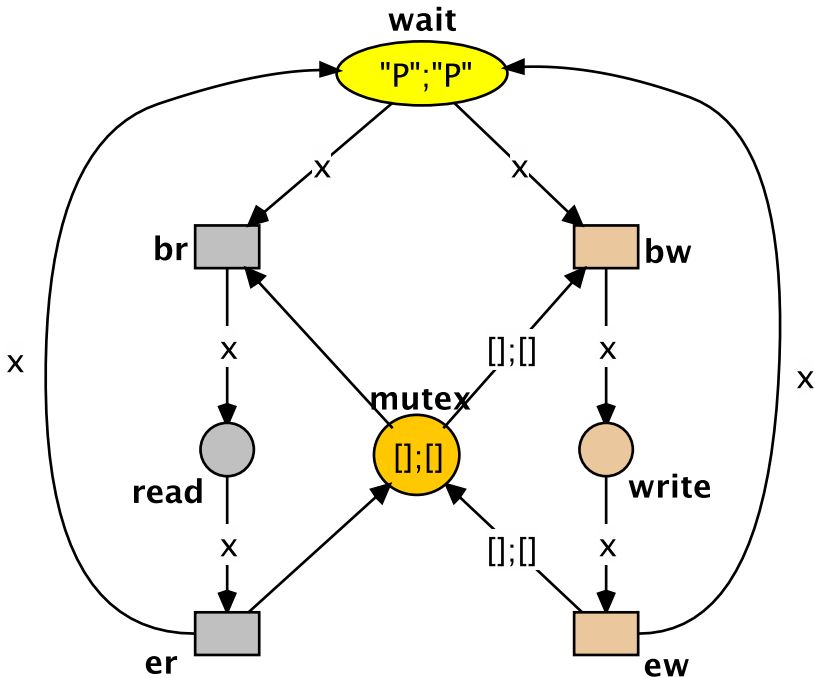 wait
"P";"P"
x
x
br
bw
x
[];[]
x
x
x
mutex
[];[]
read
write
x
[];[]
x
er
ew